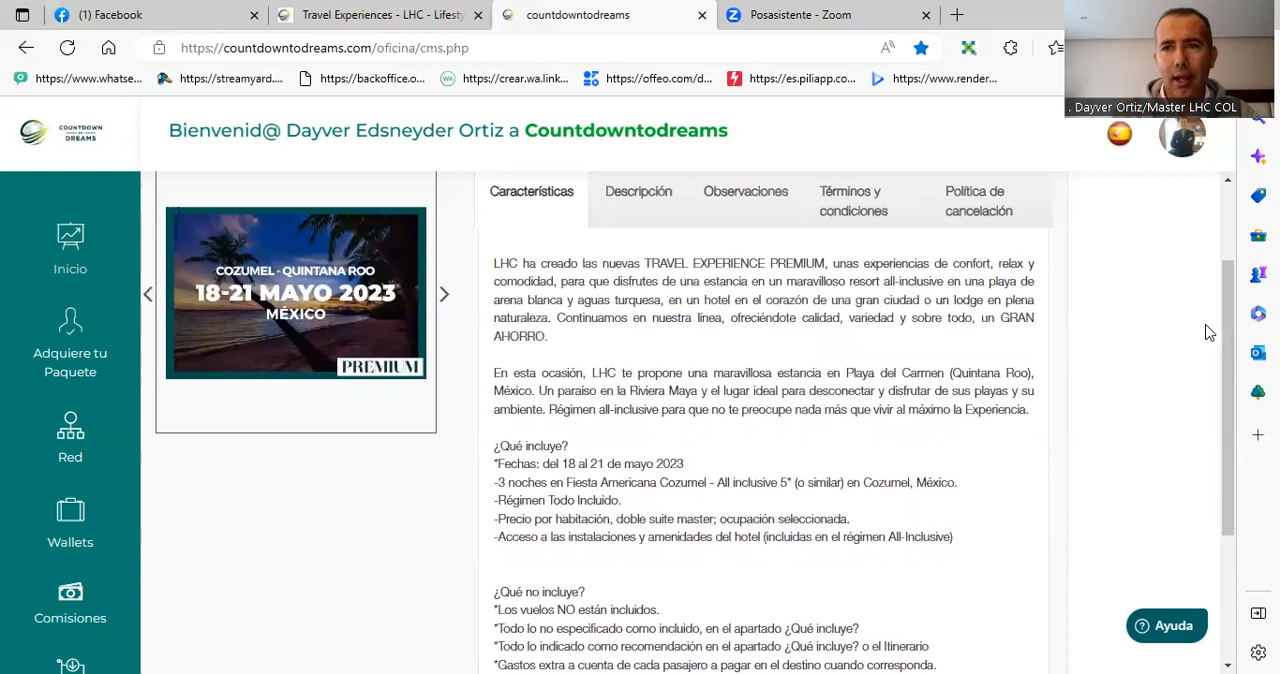 (1) Facebook
Travel Experiences - LHC - Lifesty
countdowntodreams
Posasistente - Zoom
https://countdowntodreams.com/oficina/cms.php
https://www.whatse...
https://streamyard....
https://backoffice.o...
https://crear.wa.link...
https://offeo.com/d...
https://es.piliapp.co...
https://www.render...
. Dayver Ortiz/Master LHC COL
COUNTDOWN
TO
DREAMS
Bienvenid@ Dayver Edsneyder Ortiz a Countdowntodreams
Inicio
Adquiere tu
Paquete
Red
Wallets
Comisiones
COZUMEL - QUINTANA ROO
18-21 MAYO 2023
MÉXICO
PREMIUM
Características
Descripción
Observaciones
Términos y
condiciones
Política de
cancelación
LHC ha creado las nuevas TRAVEL EXPERIENCE PREMIUM, unas experiencias de confort, relax y
comodidad, para que disfrutes de una estancia en un maravilloso resort all-inclusive en una playa de
arena blanca y aguas turquesa, en un hotel en el corazón de una gran ciudad o un lodge en plena
naturaleza. Continuamos en nuestra línea, ofreciéndote calidad, variedad y sobre todo, un GRAN
AHORRO.
En esta ocasión, LHC te propone una maravillosa estancia en Playa del Carmen (Quintana Roo),
México. Un paraíso en la Riviera Maya y el lugar ideal para desconectar y disfrutar de sus playas y su
ambiente. Régimen all-inclusive para que no te preocupe nada más que vivir al máximo la Experiencia.
¿Qué incluye?
*Fechas: del 18 al 21 de mayo 2023
-3 noches en Fiesta Americana Cozumel - All inclusive 5* (o similar) en Cozumel, México.
-Régimen Todo Incluido.
-Precio por habitación, doble suite master; ocupación seleccionada.
-Acceso a las instalaciones y amenidades del hotel (incluidas en el régimen All-Inclusive)
¿Qué no incluye?
*Los vuelos NO están incluidos.
*Todo lo no especificado como incluido, en el apartado ¿Qué incluye?
*Todo lo indicado como recomendación en el apartado ¿Qué incluye? o el Itinerario
*Gastos extra a cuenta de cada pasajero a pagar en el destino cuando corresponda.
Ayuda